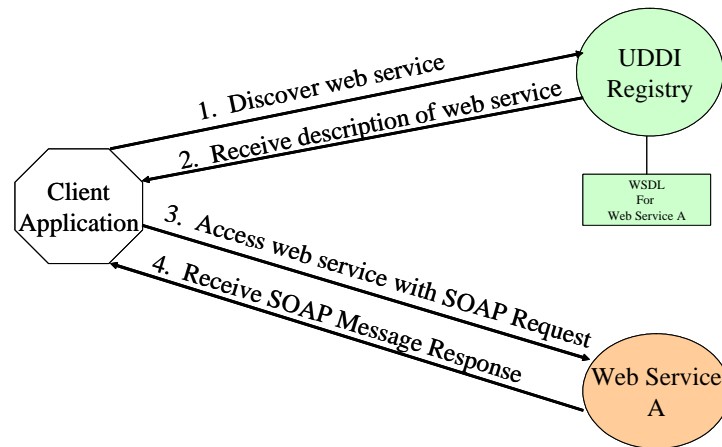 UDDI
Registry
1. Discover web service
2. Receive description of web service
WSDL
For
Web Service A
Client
Application
3. Access web service with SOAP Request
4. Receive SOAP Message Response
Web Service
A